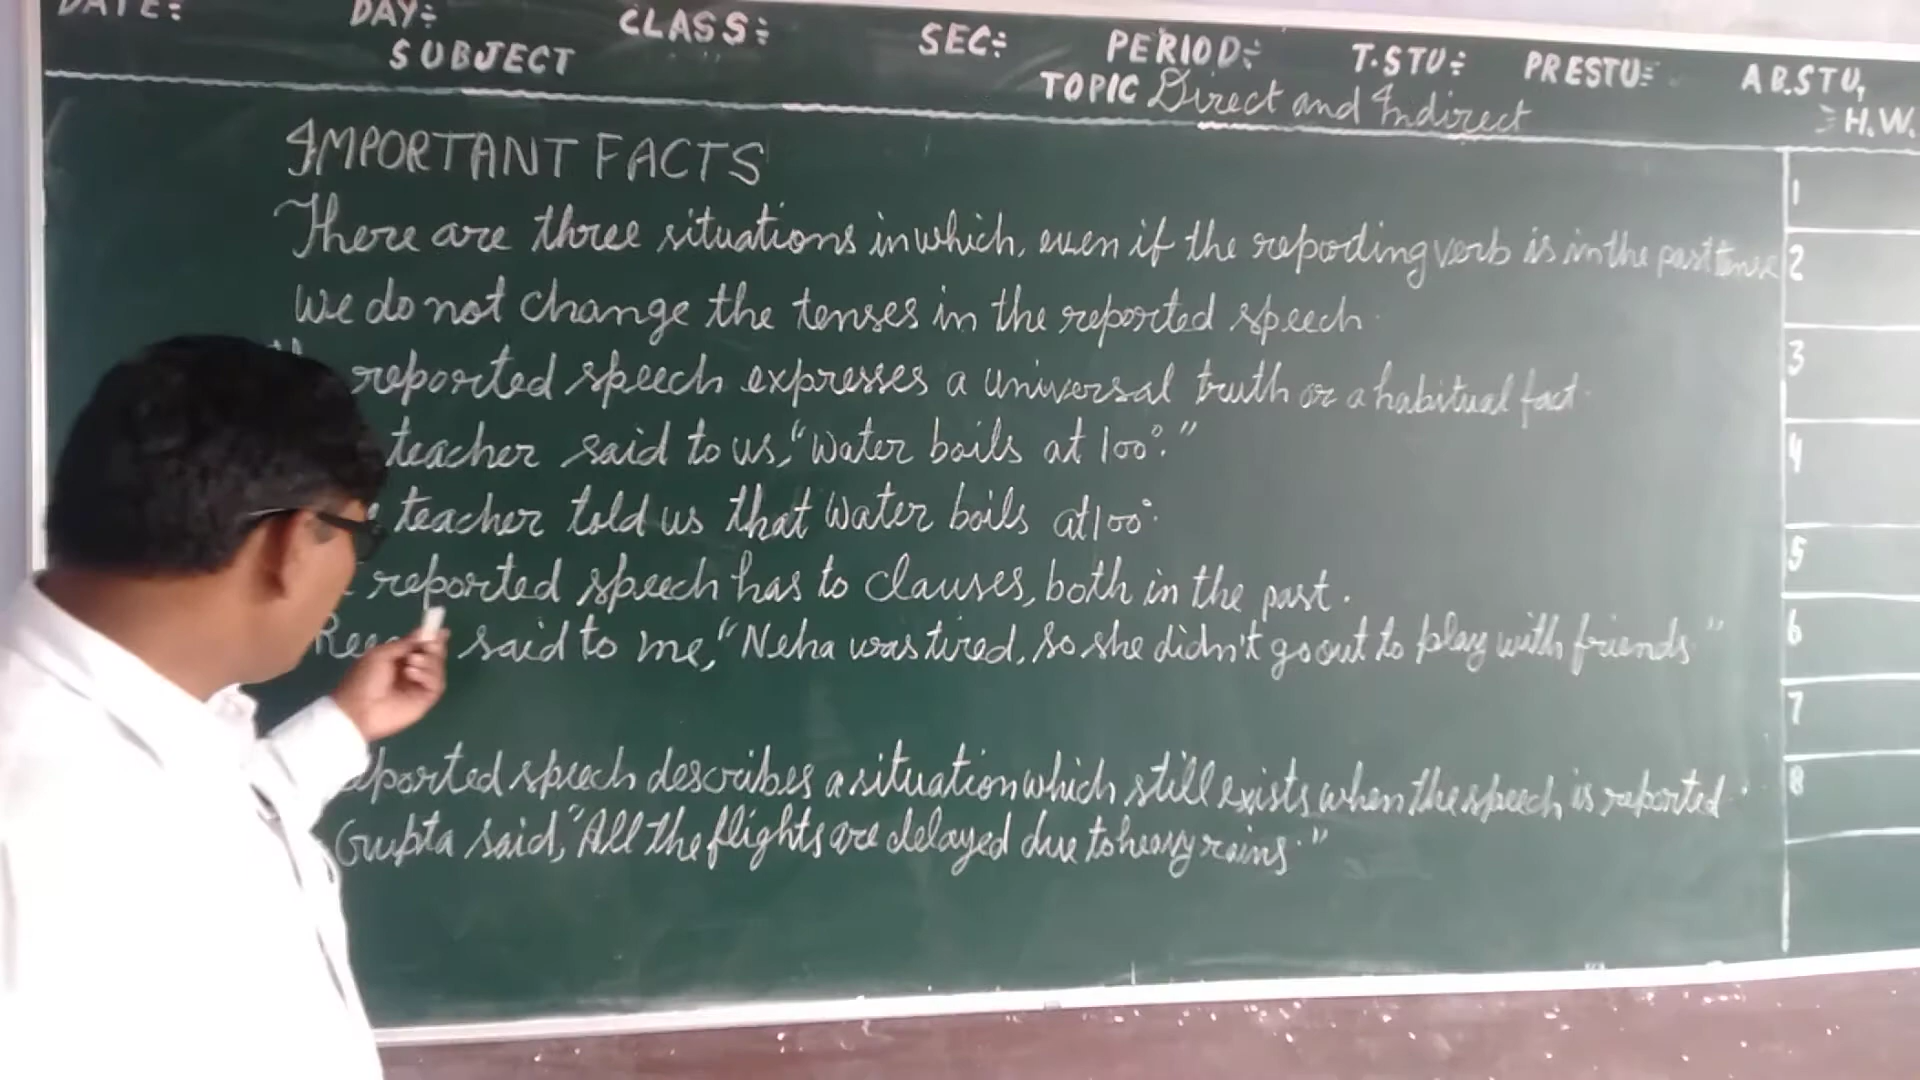 DATE:
DAY:
CLASS:
SEC:
PERIOD:
T.STU:
PRESTU:
AB.STU,
SUBJECT
TOPIC Direct and Indirect
H.W.
IMPORTANT FACTS
There are three situations in which, even if the repoding verb is in the past tense
we do not change the tenses in the reported speech.
reported speech expresses a universal truth or a habitual fact.
teacher said to us, "Water boils at 100°."
teacher told us that Water boils at 100°.
reported speech has to clauses, both in the past.
said to me, "Neha was tired, so she didn't go out to play with friends."
reported speech describes a situation which still exists when the speech is reported.
Gupta said, "All the flights are delayed due to heavy rains."
1
2
3
4
5
6
7
8